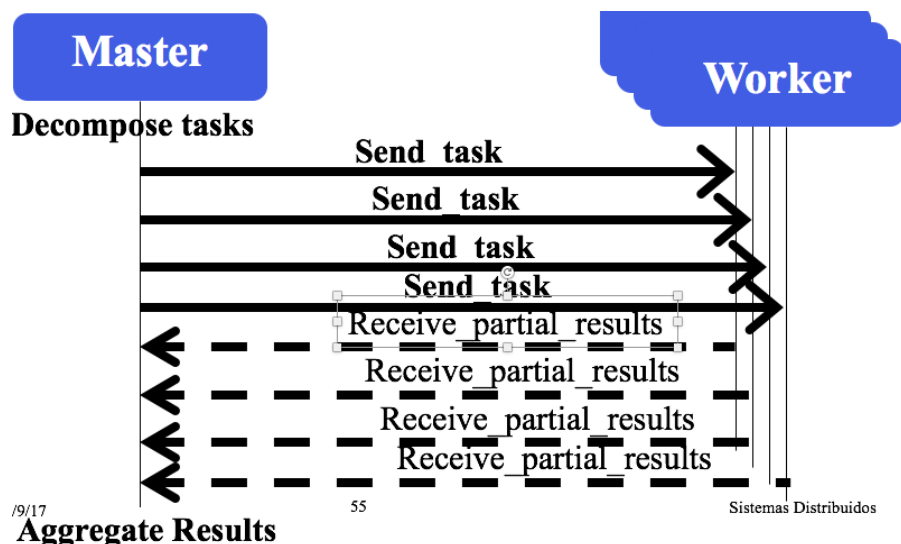 Master
Worker
Decompose tasks
Send_task
Send_task
Send_task
Send_task
Receive_partial_results
Receive_partial_results
Receive_partial_results
Receive_partial_results
/9/17
55
Sistemas Distribuidos
Aggregate Results